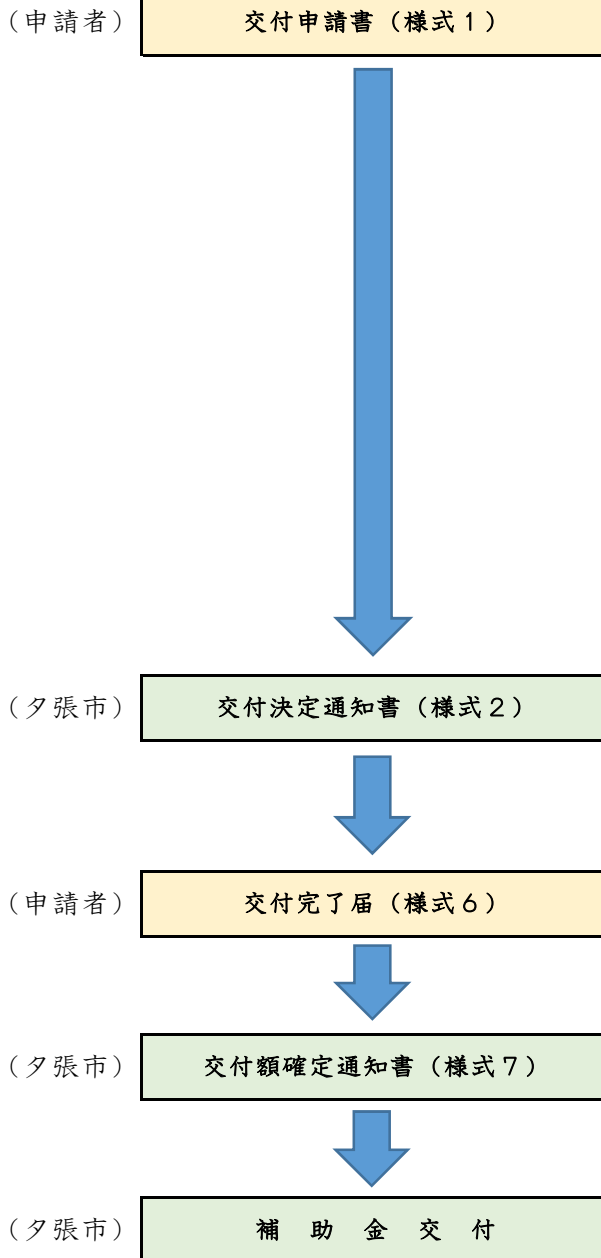 （申請者） 交付申請書（様式１）
（夕張市） 交付決定通知書（様式２）
（申請者） 交付完了届（様式６）
（夕張市） 交付額確定通知書（様式７）
（夕張市） 補　助　金　交　付